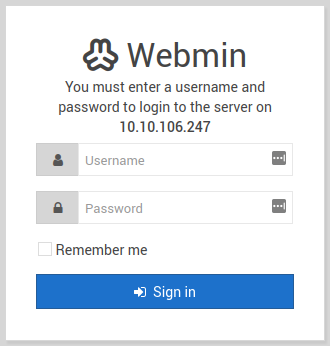 Webmin
You must enter a username and
password to login to the server on
10.10.106.247
Username
Password
Remember me
Sign in